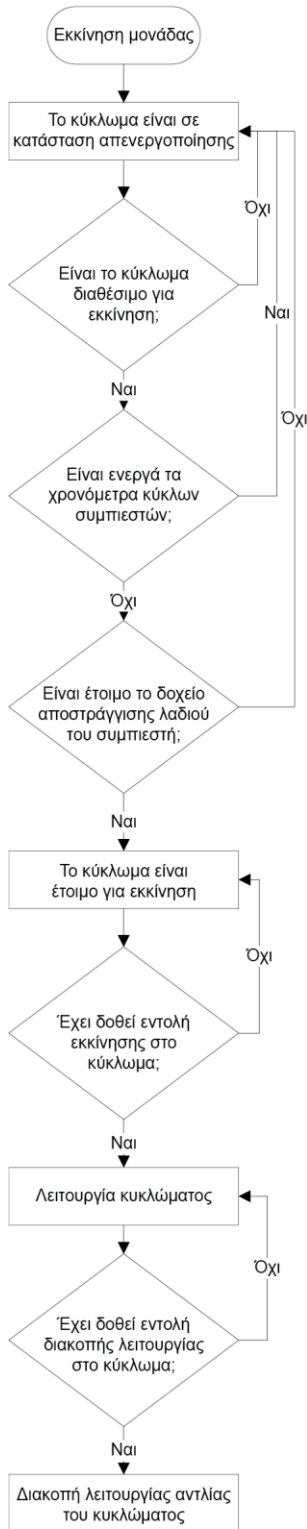 Εκκίνηση μονάδας
Το κύκλωμα είναι σε
κατάσταση απενεργοποίησης
Όχι
Είναι το κύκλωμα
διαθέσιμο για
εκκίνηση;
Ναι
Ναι
Όχι
Είναι ενεργά τα
χρονόμετρα κύκλων
συμπιεστών;
Όχι
Είναι έτοιμο το δοχείο
αποστράγγισης λαδιού
του συμπιεστή;
Ναι
Το κύκλωμα είναι
έτοιμο για εκκίνηση
Όχι
Έχει δοθεί εντολή
εκκίνησης στο
κύκλωμα;
Ναι
Λειτουργία κυκλώματος
Όχι
Έχει δοθεί εντολή
διακοπής λειτουργίας
στο κύκλωμα;
Ναι
Διακοπή λειτουργίας αντλίας
του κυκλώματος